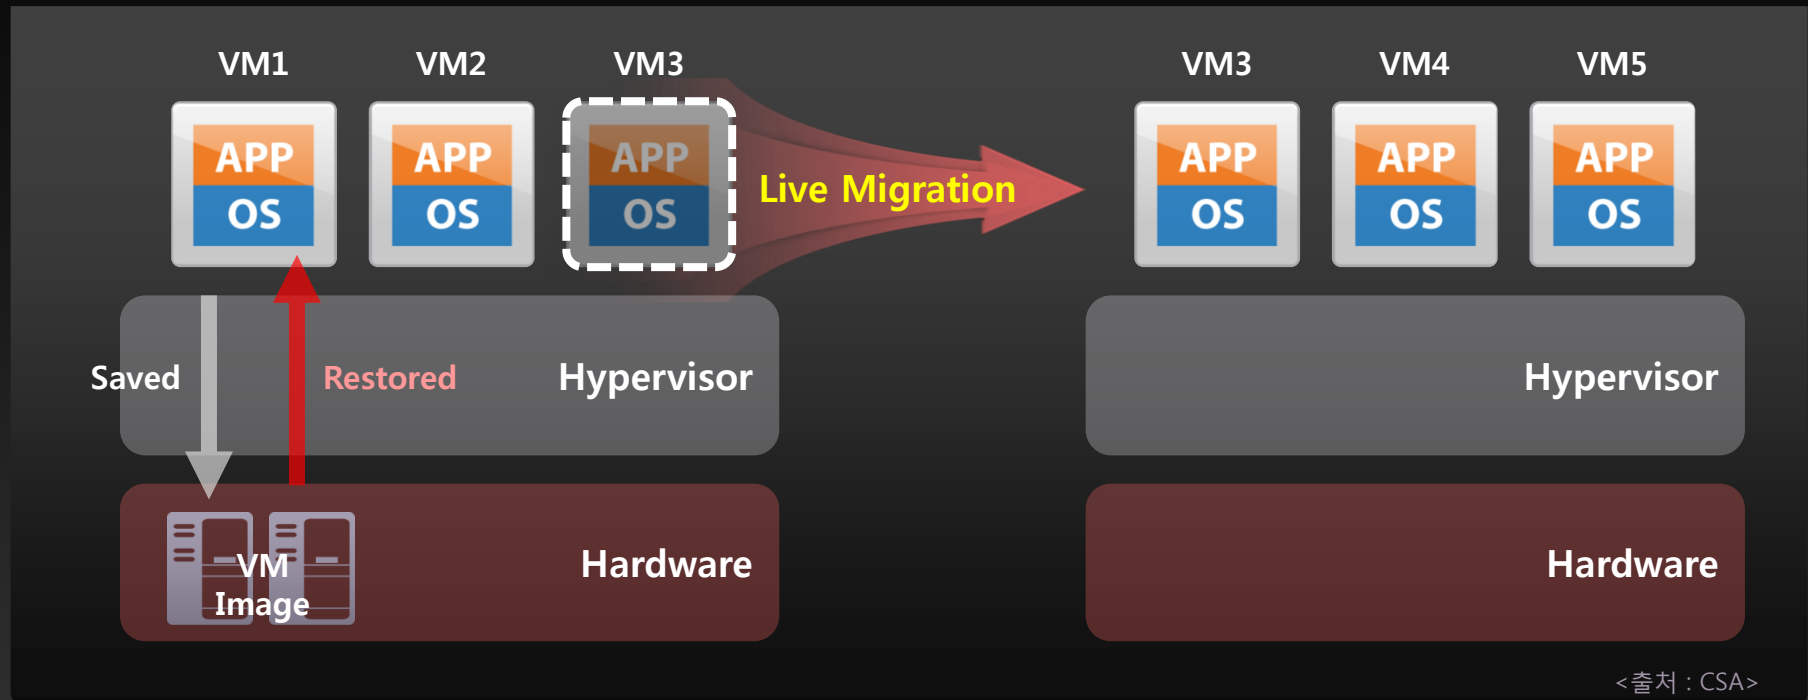 VM1 VM2 VM3 VM3 VM4 VM5
APP APP APP APP APP APP
OS OS OS OS OS OS
Live Migration
Saved Restored Hypervisor Hypervisor
VM
Image
Hardware Hardware
<출처 : CSA>